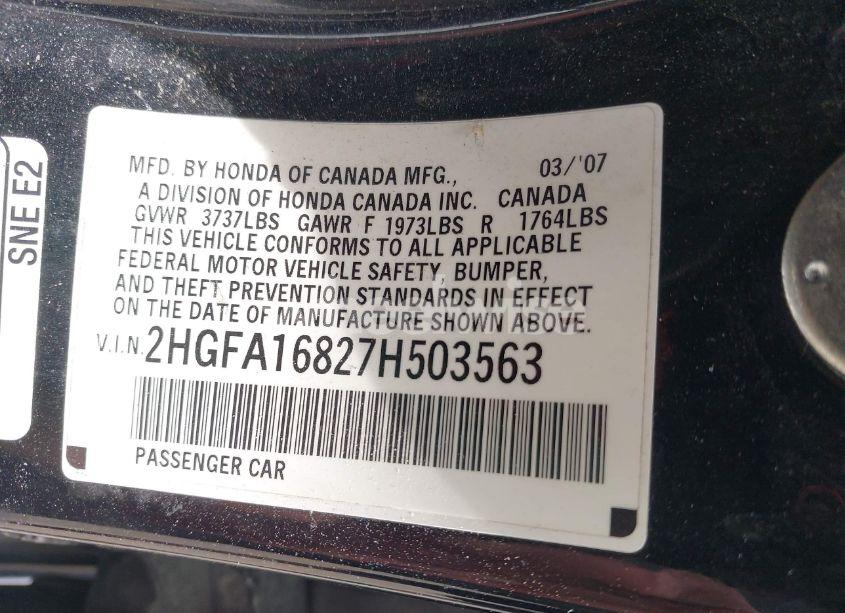 SNE E2
MFD. BY HONDA OF CANADA MFG., 03/'07
A DIVISION OF HONDA CANADA INC. CANADA
GVWR 3737LBS GAWR F 1973LBS R 1764LBS
THIS VEHICLE CONFORMS TO ALL APPLICABLE
FEDERAL MOTOR VEHICLE SAFETY, BUMPER,
AND THEFT PREVENTION STANDARDS IN EFFECT
ON THE DATE OF MANUFACTURE SHOWN ABOVE.
V.I.N. 2HGFA16827H503563
PASSENGER CAR